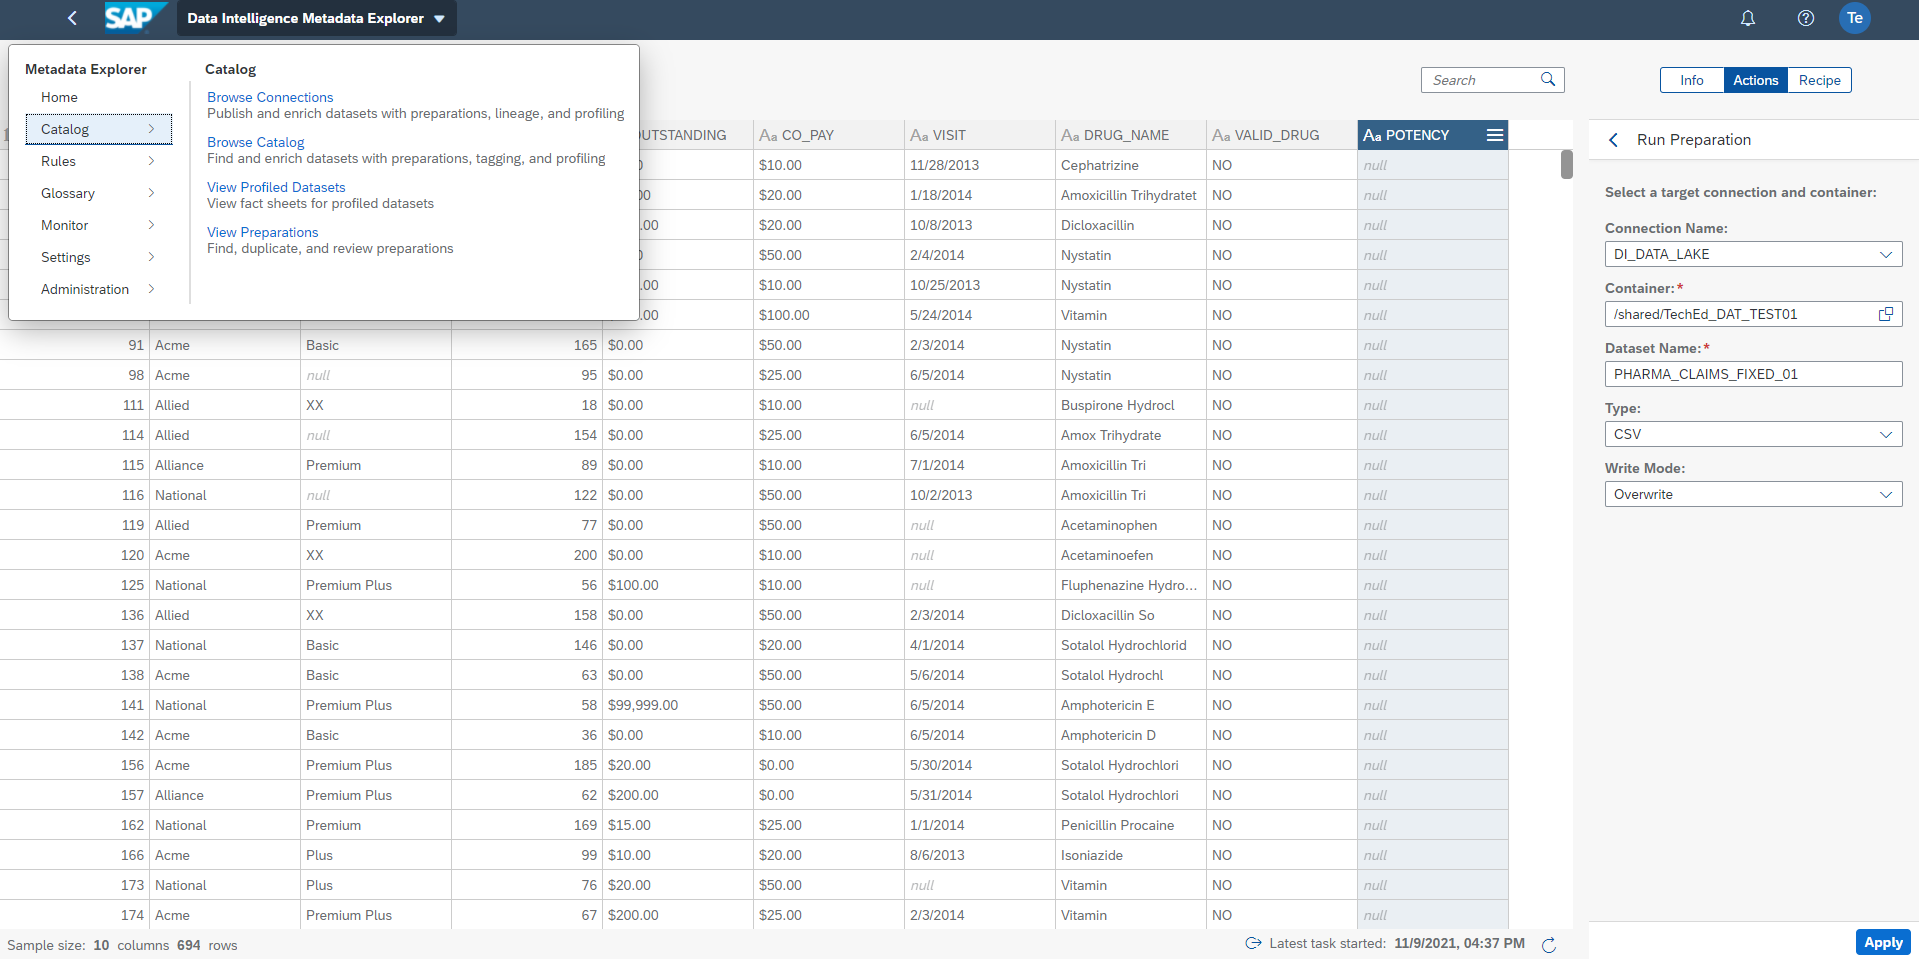 SAP Data Intelligence Metadata Explorer Te
Metadata Explorer
Home
Catalog
Rules
Glossary
Monitor
Settings
Administration
Catalog
Browse Connections
Publish and enrich datasets with preparations, lineage, and profiling
Browse Catalog
Find and enrich datasets with preparations, tagging, and profiling
View Profiled Datasets
View fact sheets for profiled datasets
View Preparations
Find, duplicate, and review preparations
Search Info Actions Recipe
UTSTANDING Aa CO_PAY Aa VISIT Aa DRUG_NAME Aa VALID_DRUG Aa POTENCY
$10.00 11/28/2013 Cephatrizine NO null
00 $20.00 1/18/2014 Amoxicillin Trihydratet NO null
.00 $20.00 10/8/2013 Dicloxacillin NO null
$50.00 2/4/2014 Nystatin NO null
.00 $10.00 10/25/2013 Nystatin NO null
.00 $100.00 5/24/2014 Vitamin NO null
91 Acme Basic 165 $0.00 $50.00 2/3/2014 Nystatin NO null
98 Acme null 95 $0.00 $25.00 6/5/2014 Nystatin NO null
111 Allied XX 18 $0.00 $10.00 null Buspirone Hydrocl NO null
114 Allied null 154 $0.00 $25.00 6/5/2014 Amox Trihydrate NO null
115 Alliance Premium 89 $0.00 $10.00 7/1/2014 Amoxicillin Tri NO null
116 National null 122 $0.00 $50.00 10/2/2013 Amoxicillin Tri NO null
119 Allied Premium 77 $0.00 $50.00 null Acetaminophen NO null
120 Acme XX 200 $0.00 $10.00 null Acetaminoefen NO null
125 National Premium Plus 56 $100.00 $10.00 null Fluphenazine Hydro... NO null
136 Allied XX 158 $0.00 $50.00 2/3/2014 Dicloxacillin So NO null
137 National Basic 146 $0.00 $20.00 4/1/2014 Sotalol Hydrochlorid NO null
138 Acme Basic 63 $0.00 $50.00 5/6/2014 Sotalol Hydrochl NO null
141 National Premium Plus 58 $99,999.00 $50.00 6/5/2014 Amphotericin E NO null
142 Acme Basic 36 $0.00 $10.00 6/5/2014 Amphotericin D NO null
156 Acme Premium Plus 185 $20.00 $0.00 5/30/2014 Sotalol Hydrochlori NO null
157 Alliance Premium Plus 62 $200.00 $0.00 5/31/2014 Sotalol Hydrochlori NO null
162 National Premium 169 $15.00 $25.00 1/1/2014 Penicillin Procaine NO null
166 Acme Plus 99 $10.00 $20.00 8/6/2013 Isoniazide NO null
173 National Plus 76 $20.00 $50.00 null Vitamin NO null
174 Acme Premium Plus 67 $200.00 $25.00 2/3/2014 Vitamin NO null
Sample size: 10 columns 694 rows Latest task started: 11/9/2021, 04:37 PM
Run Preparation
Select a target connection and container:
Connection Name:
DI_DATA_LAKE
Container:*
/shared/TechEd_DAT_TEST01
Dataset Name:*
PHARMA_CLAIMS_FIXED_01
Type:
CSV
Write Mode:
Overwrite
Apply